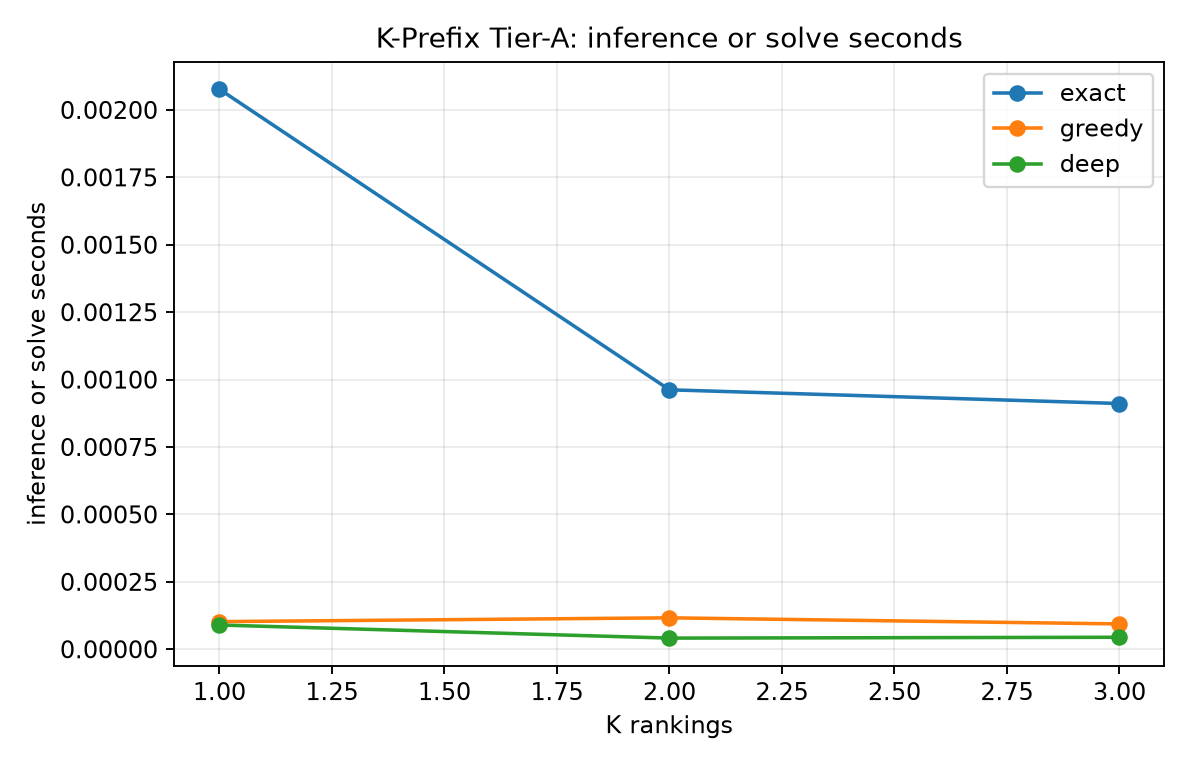 K-Prefix Tier-A: inference or solve seconds
exact
greedy
deep
inference or solve seconds
0.00200
0.00175
0.00150
0.00125
0.00100
0.00075
0.00050
0.00025
0.00000
1.00 1.25 1.50 1.75 2.00 2.25 2.50 2.75 3.00
K rankings